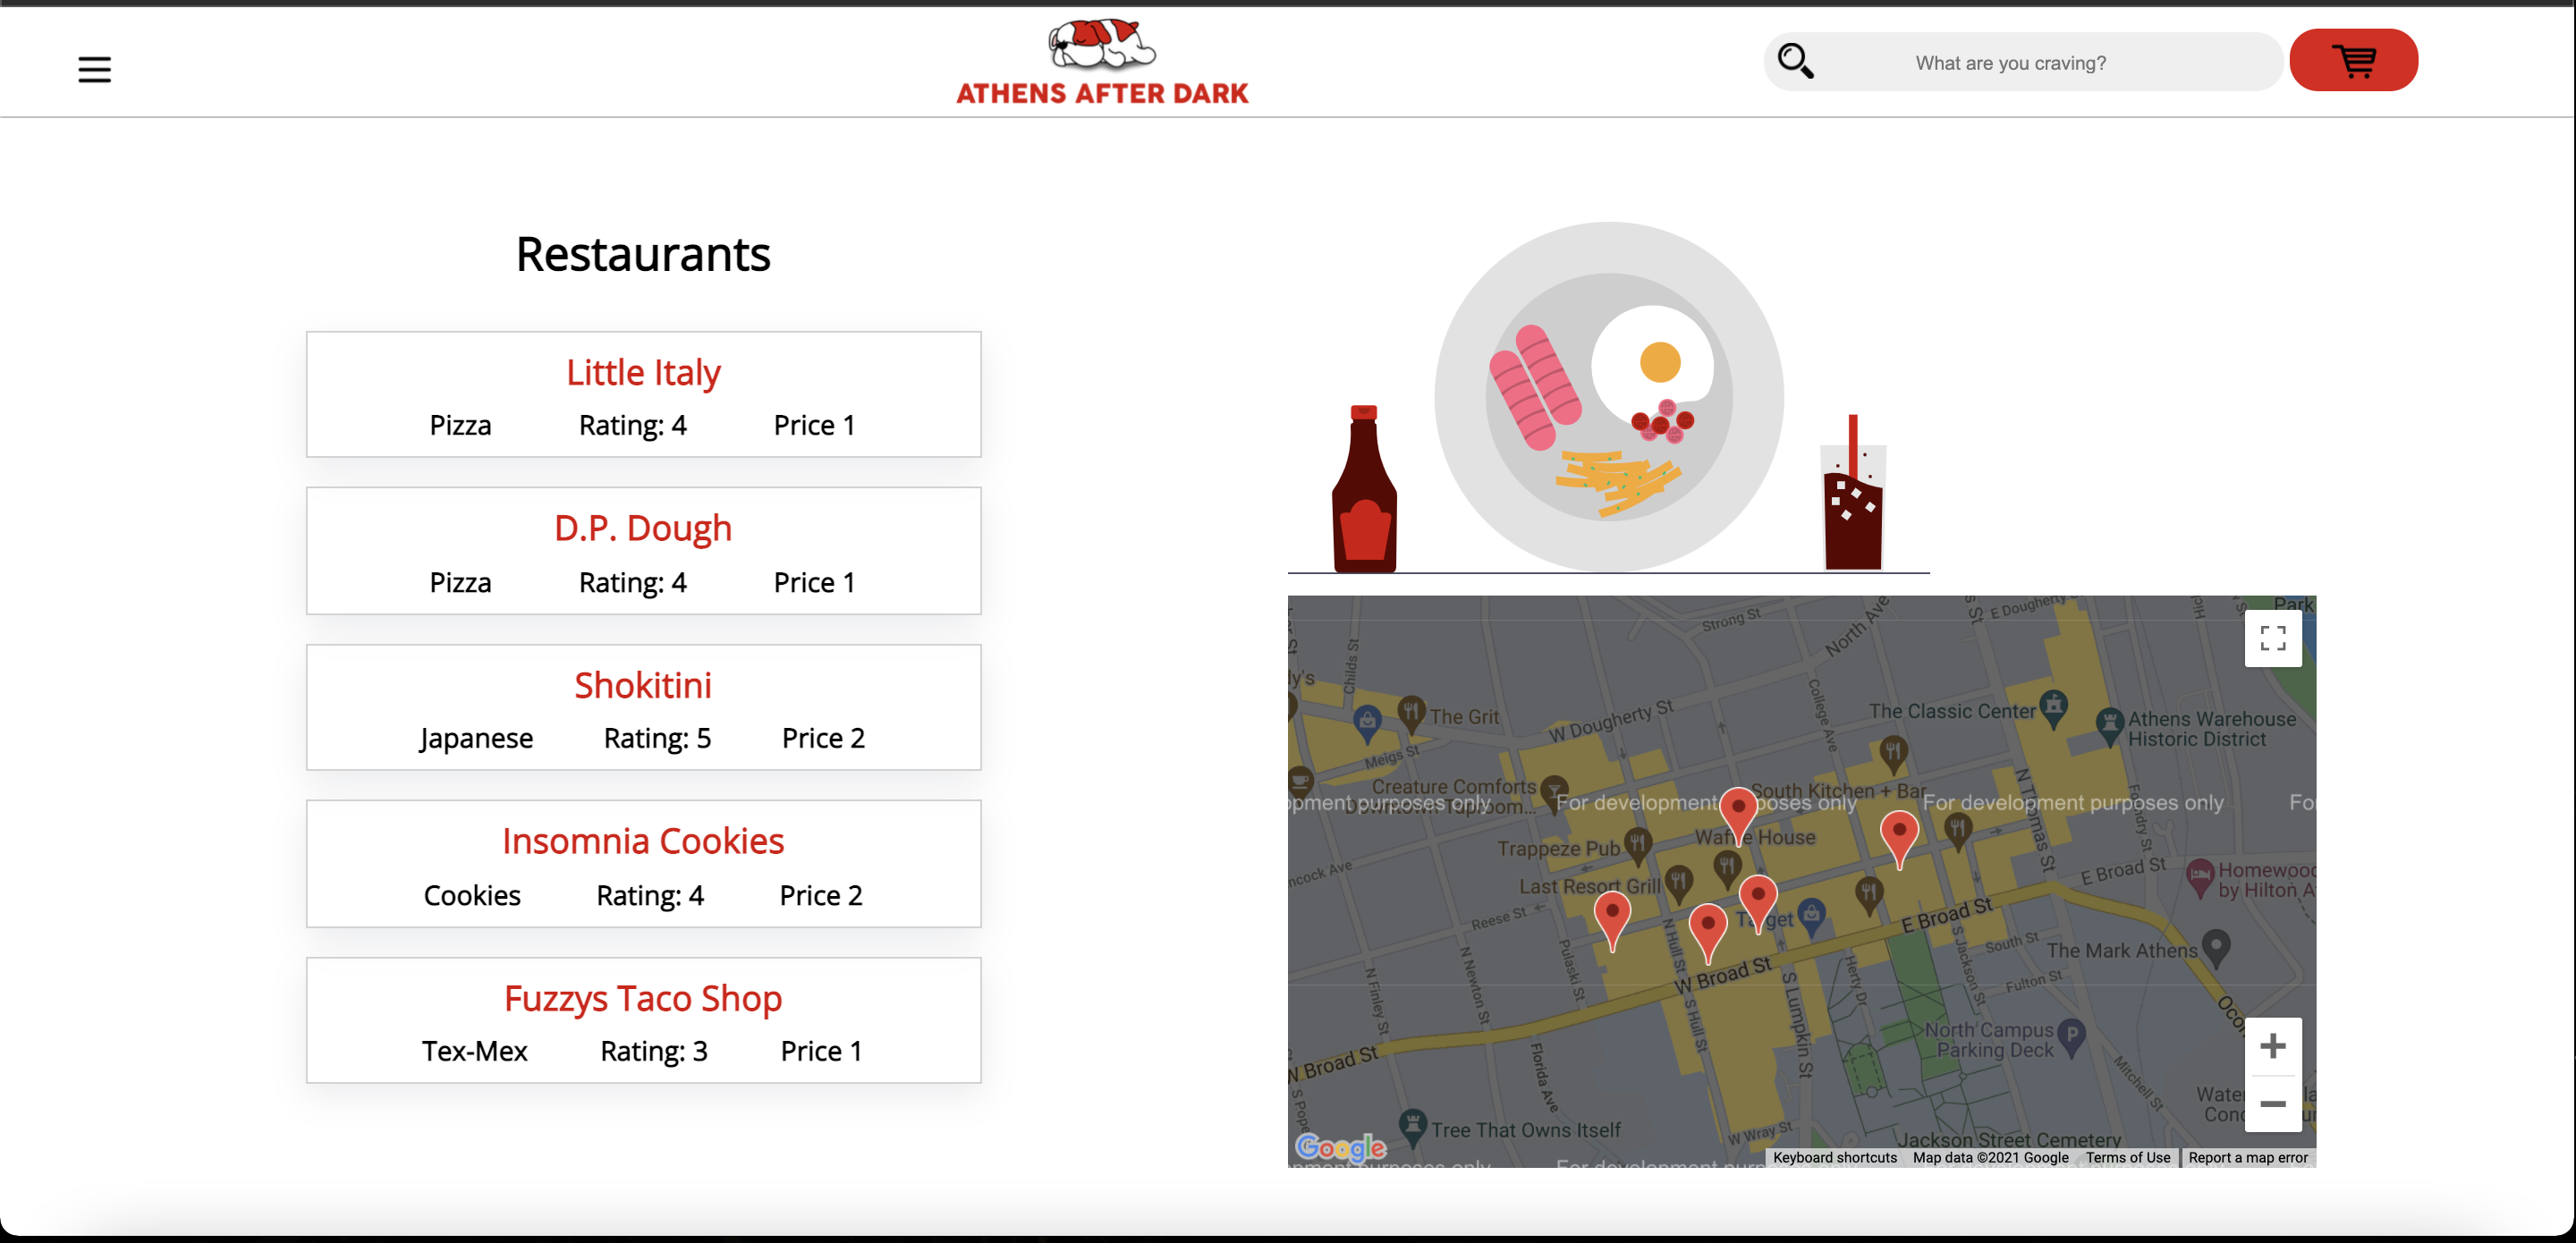 ATHENS AFTER DARK
What are you craving?
Restaurants
Little Italy
Pizza Rating: 4 Price 1
D.P. Dough
Pizza Rating: 4 Price 1
Shokitini
Japanese Rating: 5 Price 2
Insomnia Cookies
Cookies Rating: 4 Price 2
Fuzzys Taco Shop
Tex-Mex Rating: 3 Price 1
Strong St
North Ave
E Dougherty
Park
Childs St
The Grit
W Dougherty St
College Ave
The Classic Center
Athens Warehouse
Historic District
Meigs St
Creature Comforts
South Kitchen + Bar
For development purposes only
For development purposes only
Waffle House
Trappeze Pub
N Thomas St
Foundry St
Last Resort Grill
E Broad St
Homewood
by Hilton
Reese St
Target
E Broad St
N Hull St
Pulaski St
N Newton St
N Finley St
W Broad St
S Hull St
S Lumpkin St
Herty Dr
S Jackson St
South St
Fulton St
The Mark Athens
North Campus
Parking Deck
W Broad St
Florida Ave
Mitchell St
Tree That Owns Itself
W Wray St
Jackson Street Cemetery
Google
Keyboard shortcuts Map data ©2021 Google Terms of Use Report a map error